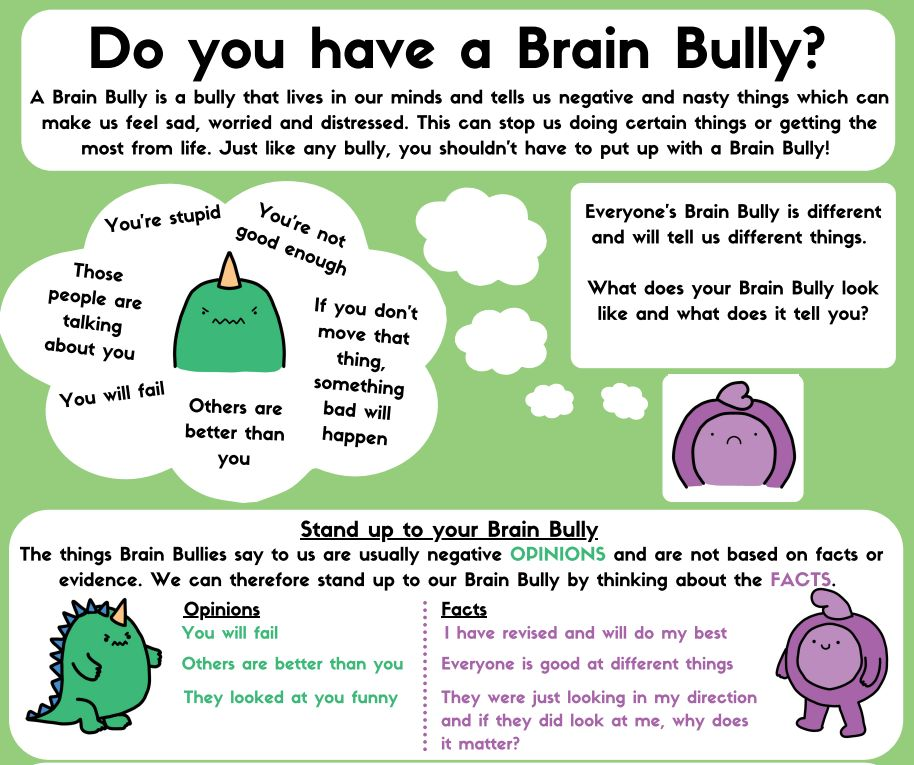 Do you have a Brain Bully?
A Brain Bully is a bully that lives in our minds and tells us negative and nasty things which can
make us feel sad, worried and distressed. This can stop us doing certain things or getting the
most from life. Just like any bully, you shouldn't have to put up with a Brain Bully!
You're stupid
You're not
good enough
Those
people are
talking
about you
If you don't
move that
thing,
something
bad will
happen
You will fail
Others are
better than
you
Everyone's Brain Bully is different
and will tell us different things.
What does your Brain Bully look
like and what does it tell you?
Stand up to your Brain Bully
The things Brain Bullies say to us are usually negative OPINIONS and are not based on facts or
evidence. We can therefore stand up to our Brain Bully by thinking about the FACTS.
Opinions
You will fail
Others are better than you
They looked at you funny
Facts
I have revised and will do my best
Everyone is good at different things
They were just looking in my direction
and if they did look at me, why does
it matter?